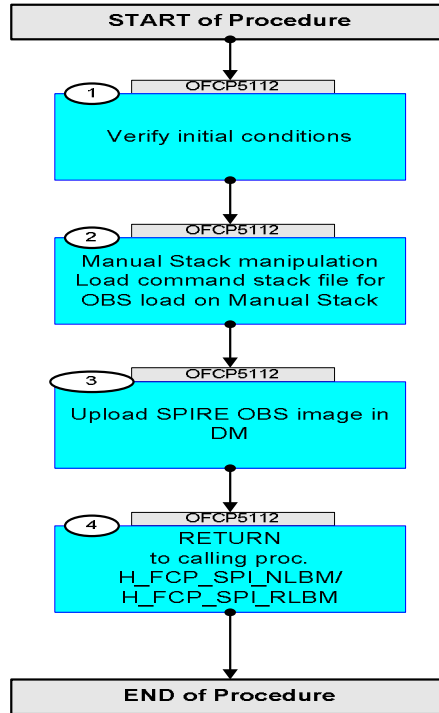 START of Procedure
OFCP5112
1
Verify initial conditions
OFCP5112
2
Manual Stack manipulation
Load command stack file for
OBS load on Manual Stack
OFCP5112
3
Upload SPIRE OBS image in
DM
OFCP5112
4
RETURN
to calling proc.
H_FCP_SPI_NLBM/
H_FCP_SPI_RLBM
END of Procedure